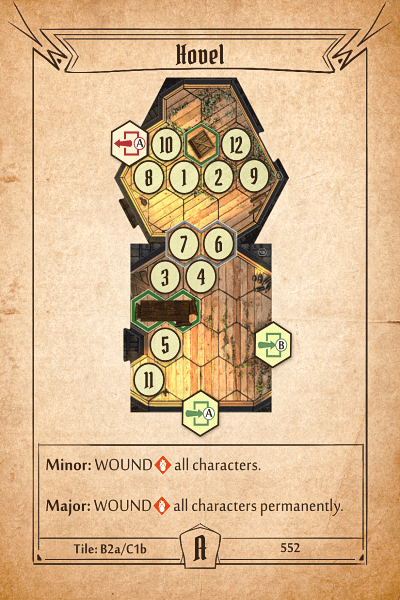 Hovel
A
10
12
8
1
2
9
7
6
3
4
B
5
11
A
Minor: WOUND all characters.
Major: WOUND all characters permanently.
Tile: B2a/C1b
A
552